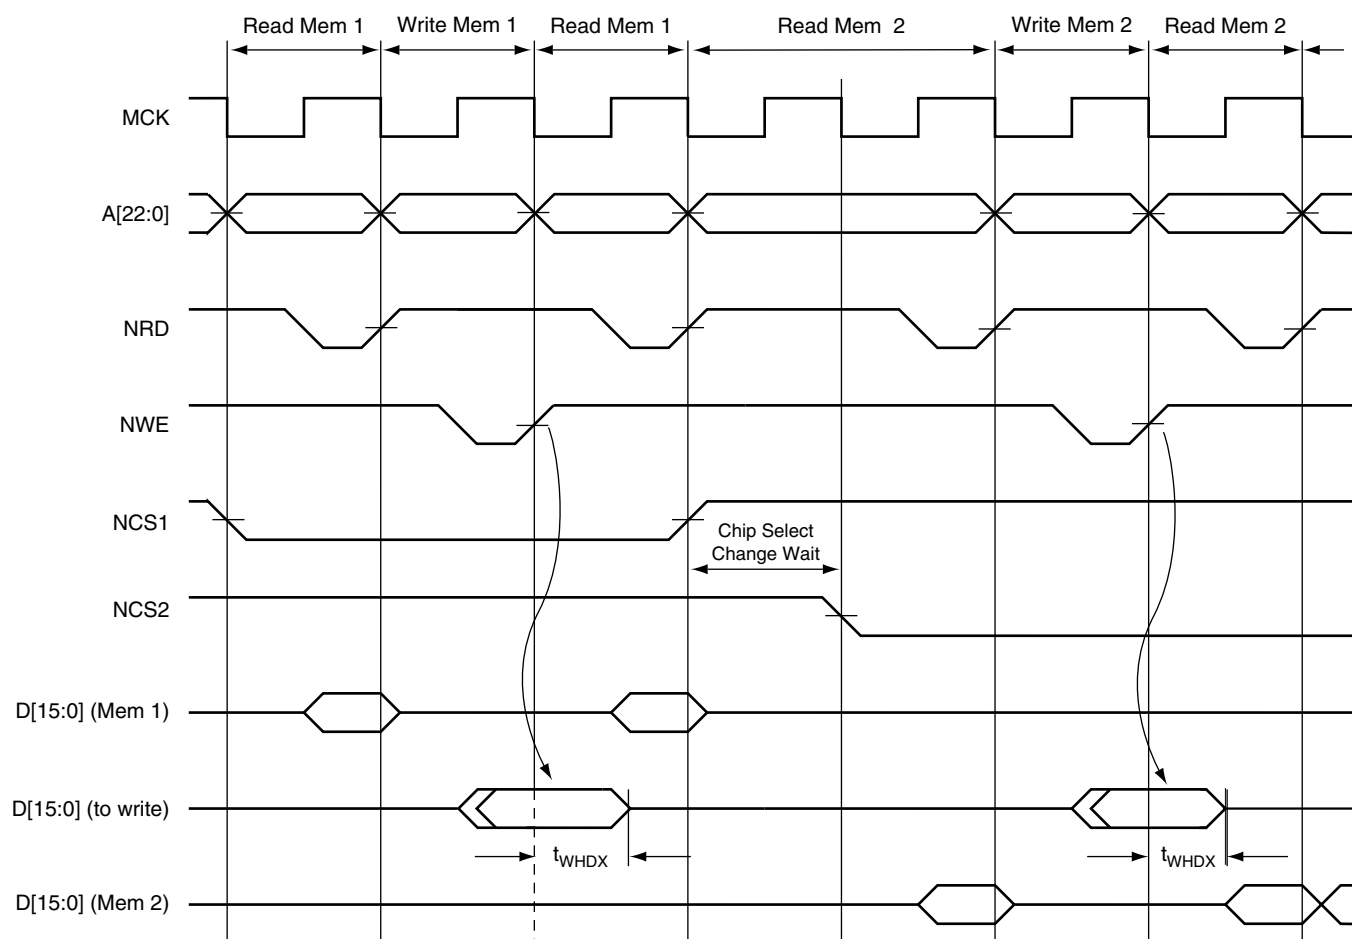 Read Mem 1
Write Mem 1
Read Mem 1
Read Mem 2
Write Mem 2
Read Mem 2
MCK
A[22:0]
NRD
NWE
NCS1
Chip Select
Change Wait
NCS2
D[15:0] (Mem 1)
D[15:0] (to write)
tWHDX
tWHDX
D[15:0] (Mem 2)